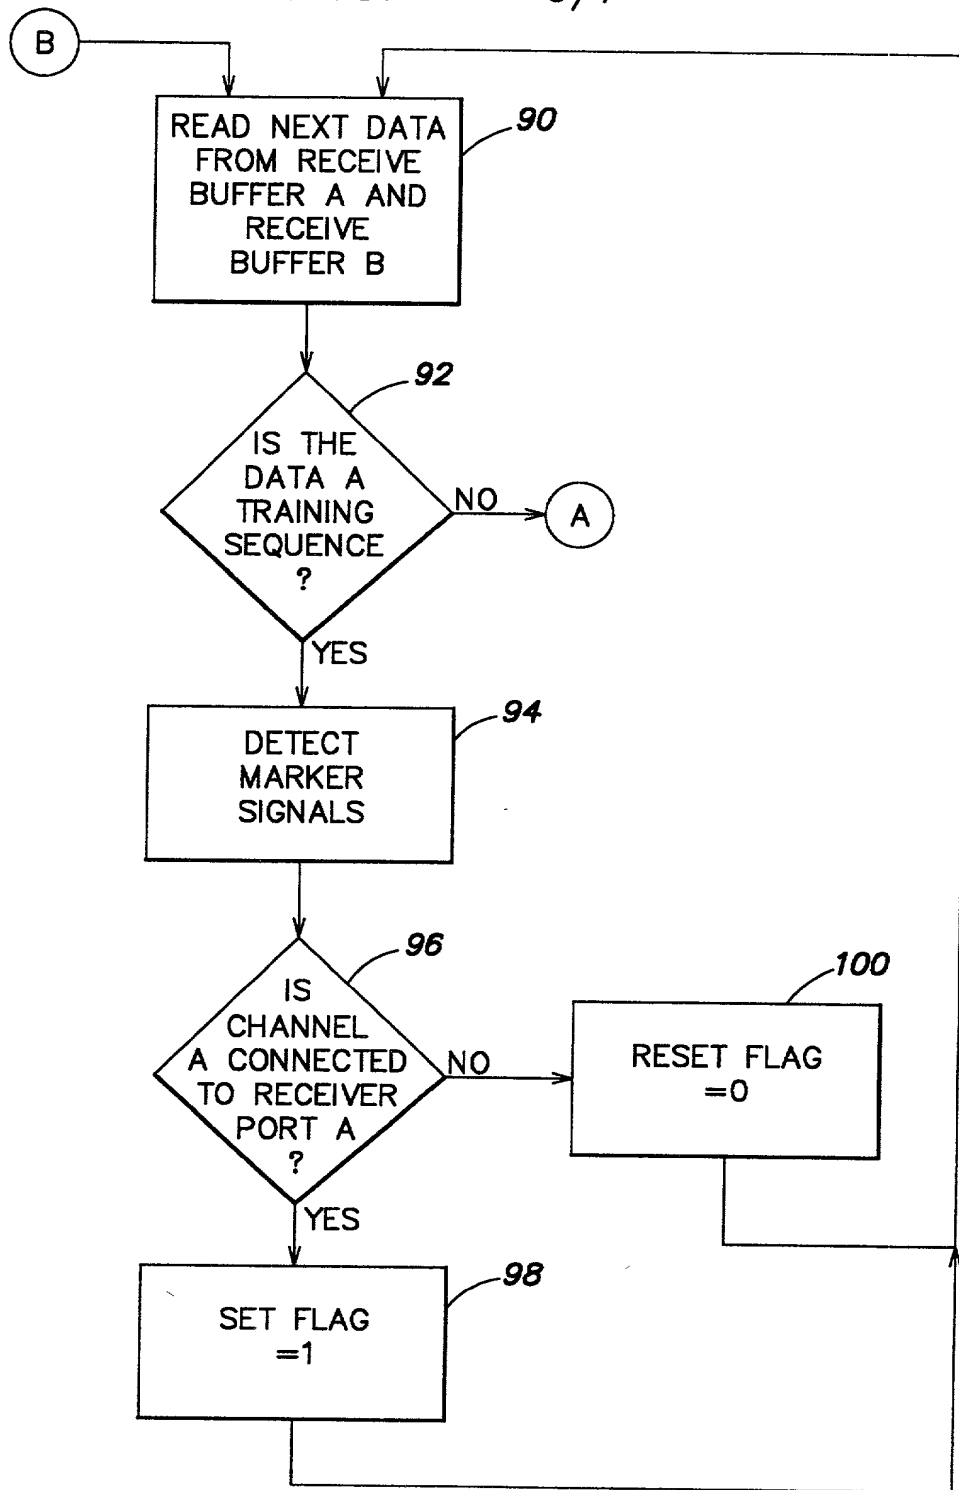 B
READ NEXT DATA
FROM RECEIVE
BUFFER A AND
RECEIVE
BUFFER B
90
92
IS THE
DATA A
TRAINING
SEQUENCE
?
NO
A
YES
94
DETECT
MARKER
SIGNALS
96
IS
CHANNEL
A CONNECTED
TO RECEIVER
PORT A
?
NO
100
RESET FLAG
=0
YES
98
SET FLAG
=1